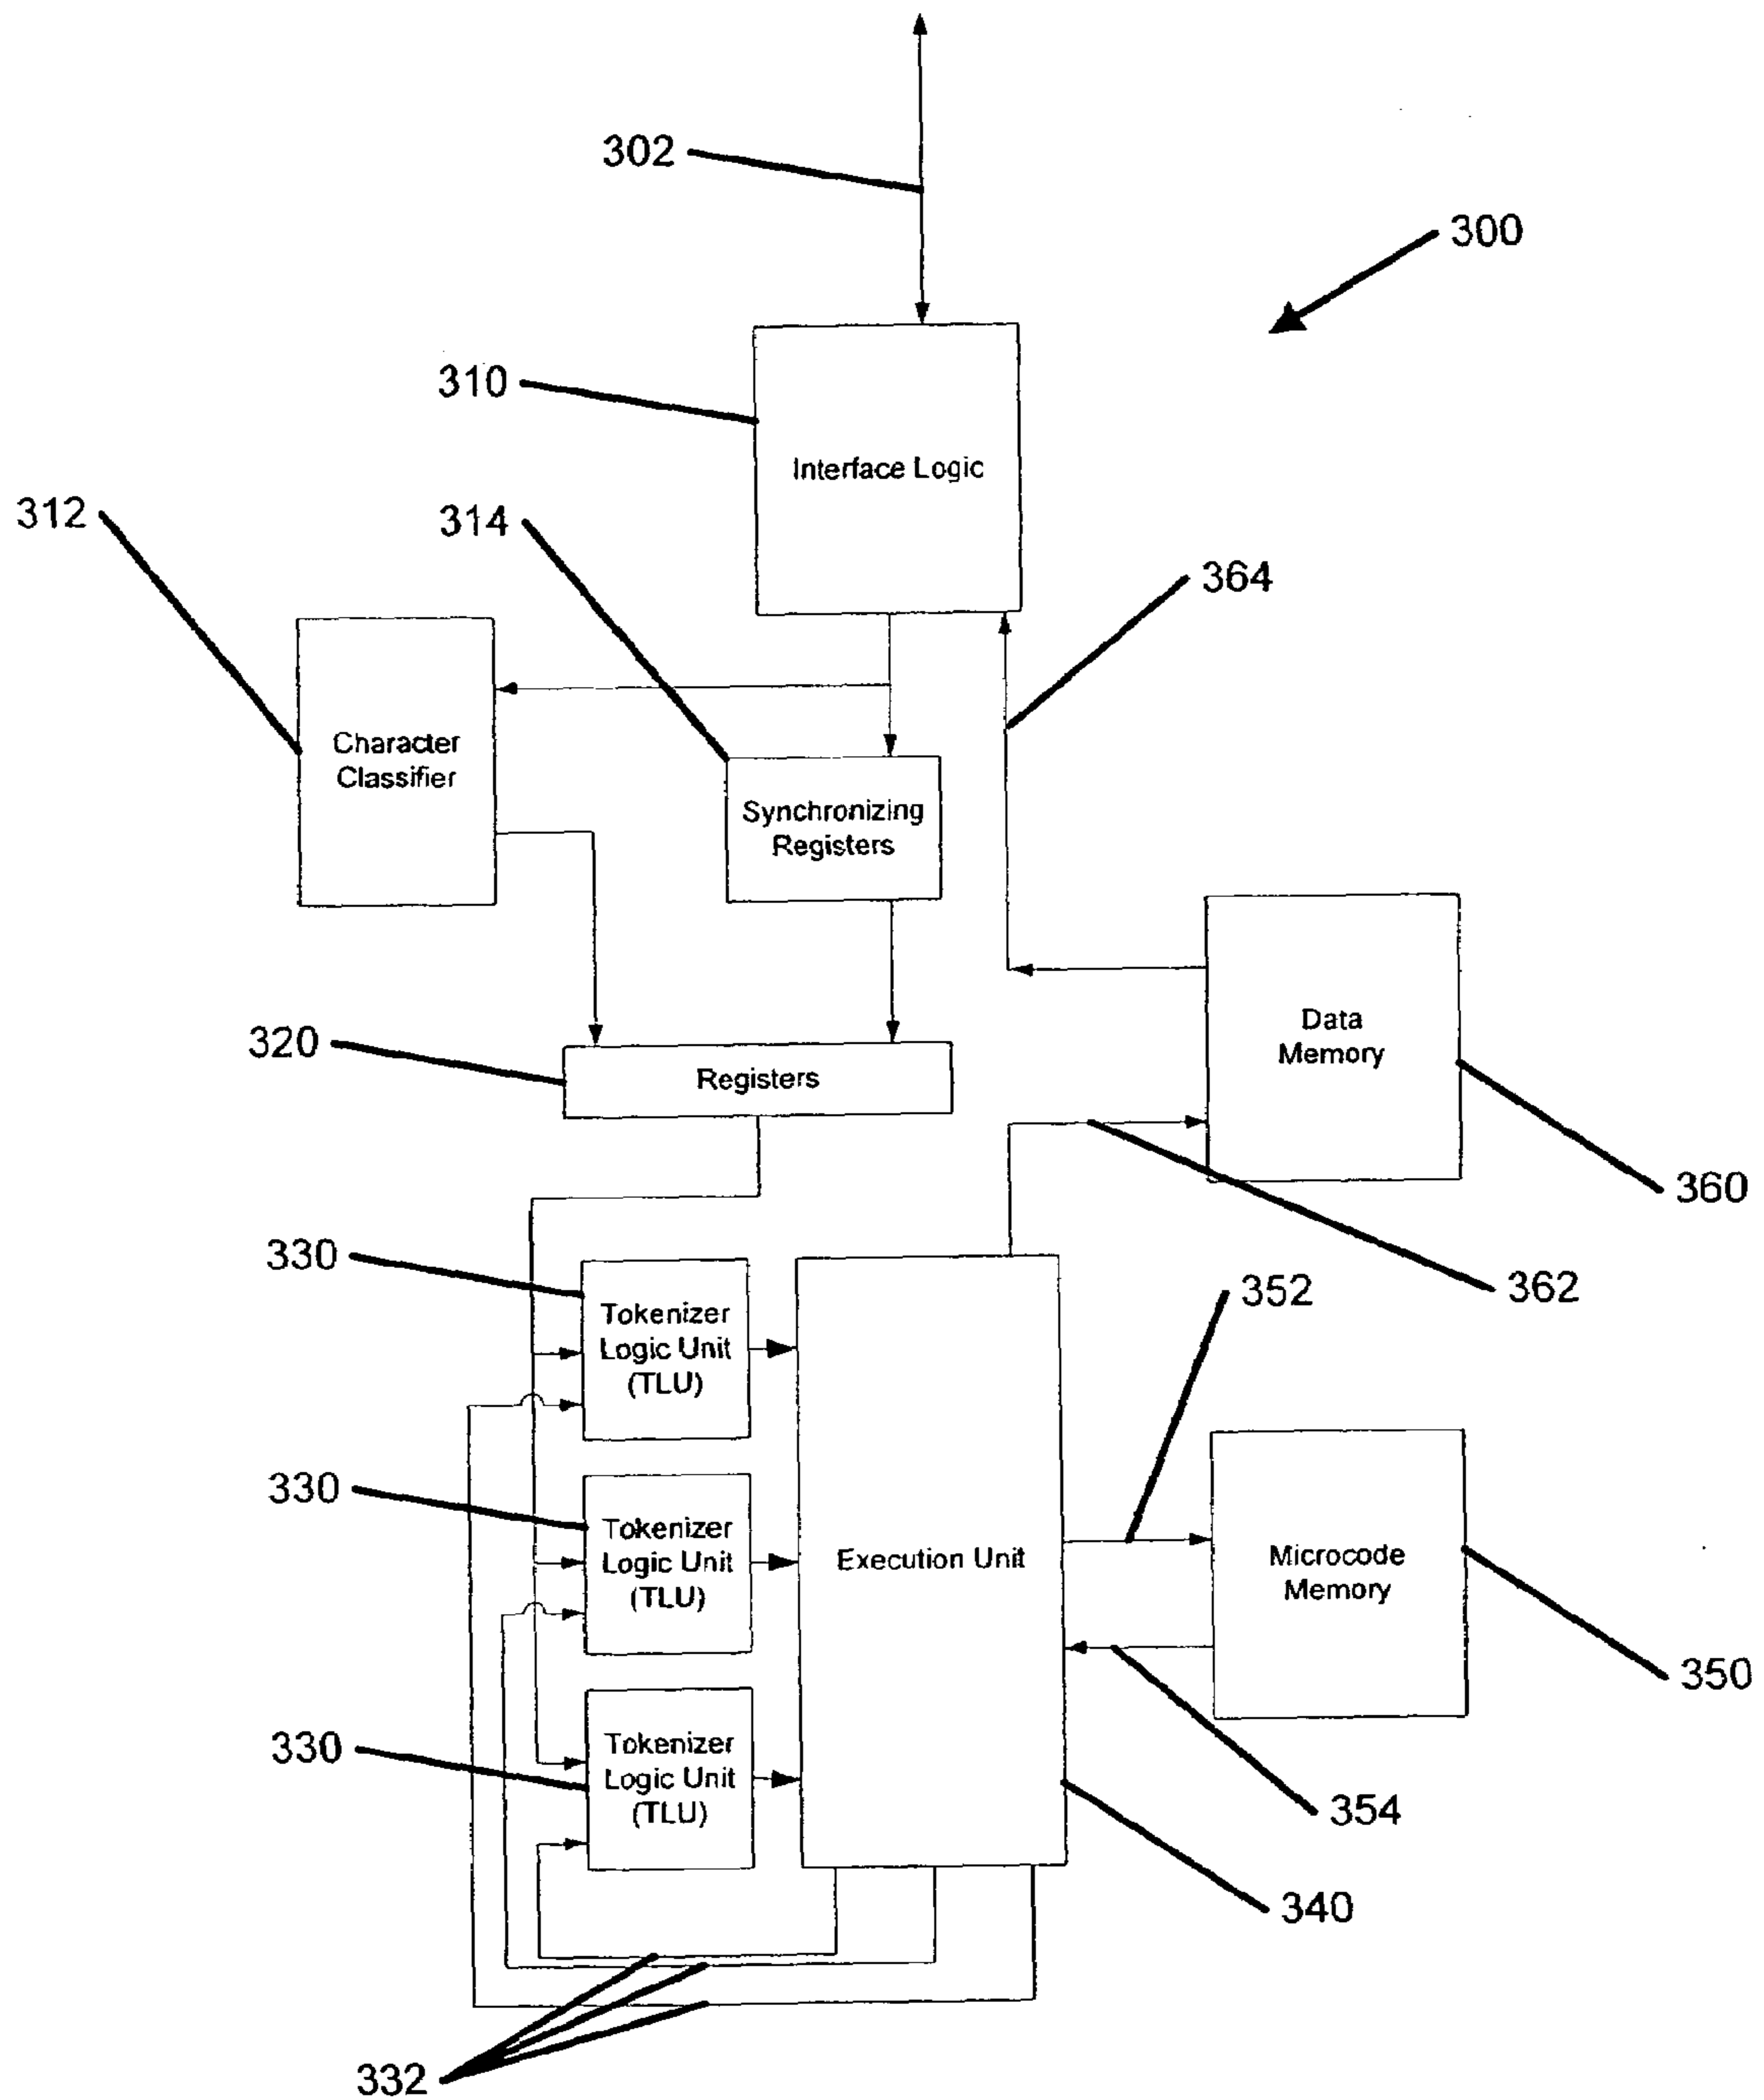 302
300
310
Interface Logic
312
314
364
Character
Classifier
Synchronizing
Registers
320
Registers
Data
Memory
360
330
Tokenizer
Logic Unit
(TLU)
352
362
330
Tokenizer
Logic Unit
(TLU)
Execution Unit
Microcode
Memory
350
330
Tokenizer
Logic Unit
(TLU)
354
340
332